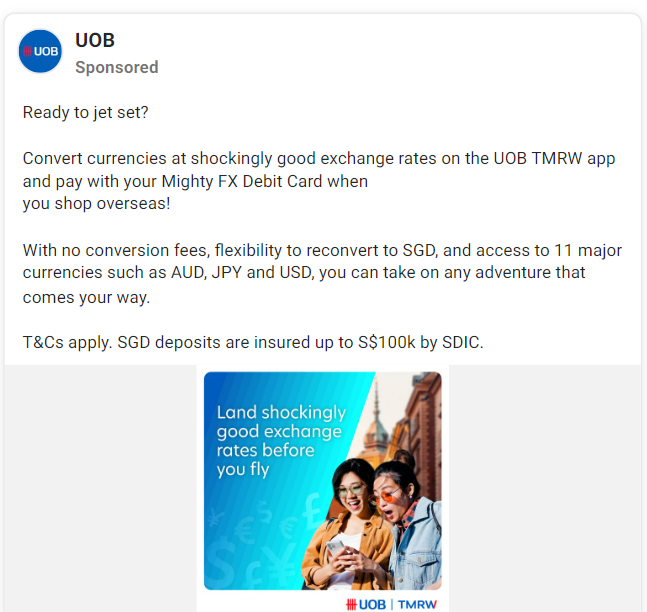 UOB
UOB
Sponsored
Ready to jet set?
Convert currencies at shockingly good exchange rates on the UOB TMRW app
and pay with your Mighty FX Debit Card when
you shop overseas!
With no conversion fees, flexibility to reconvert to SGD, and access to 11 major
currencies such as AUD, JPY and USD, you can take on any adventure that
comes your way.
T&Cs apply. SGD deposits are insured up to S$100k by SDIC.
Land shockingly
good exchange
rates before
you fly
UOB | TMRW